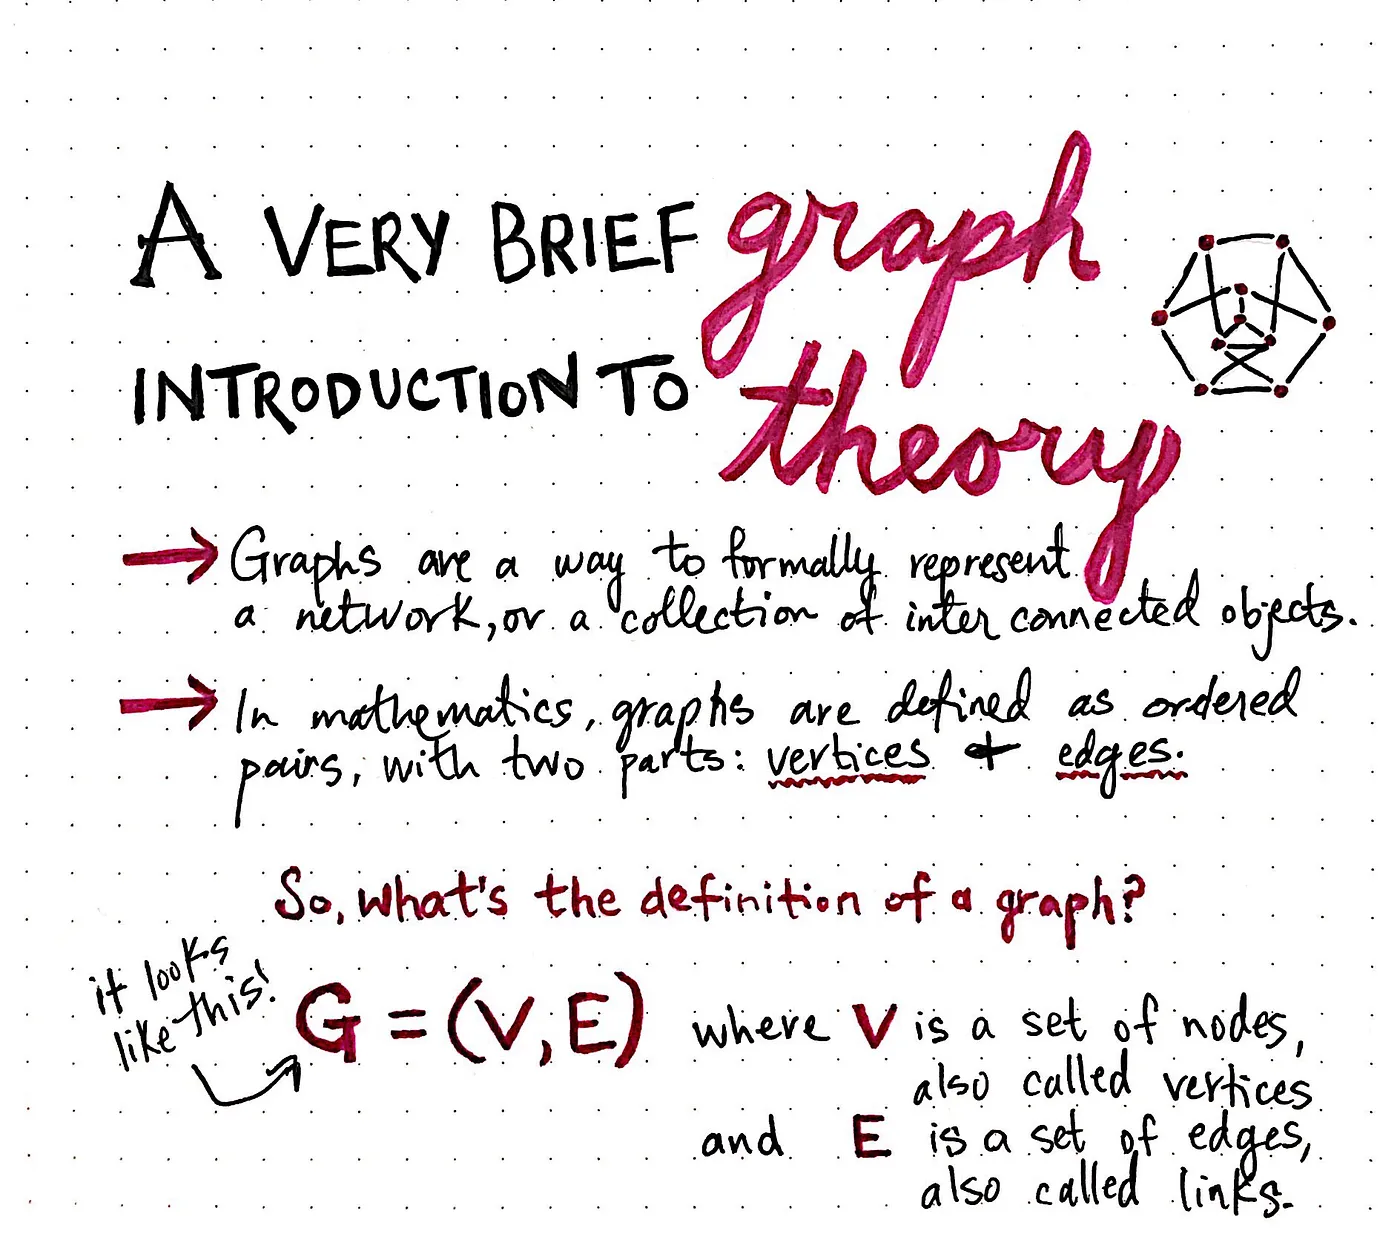 A VERY BRIEF graph
INTRODUCTION TO theory
→ Graphs are a way to formally represent
a network, or a collection of inter connected objects.
→ In mathematics, graphs are defined as ordered
pairs, with two parts: vertices + edges.
So, what's the definition of a graph?
it looks
like this!
G = (V, E) where V is a set of nodes,
also called vertices
and E is a set of edges,
also called links.